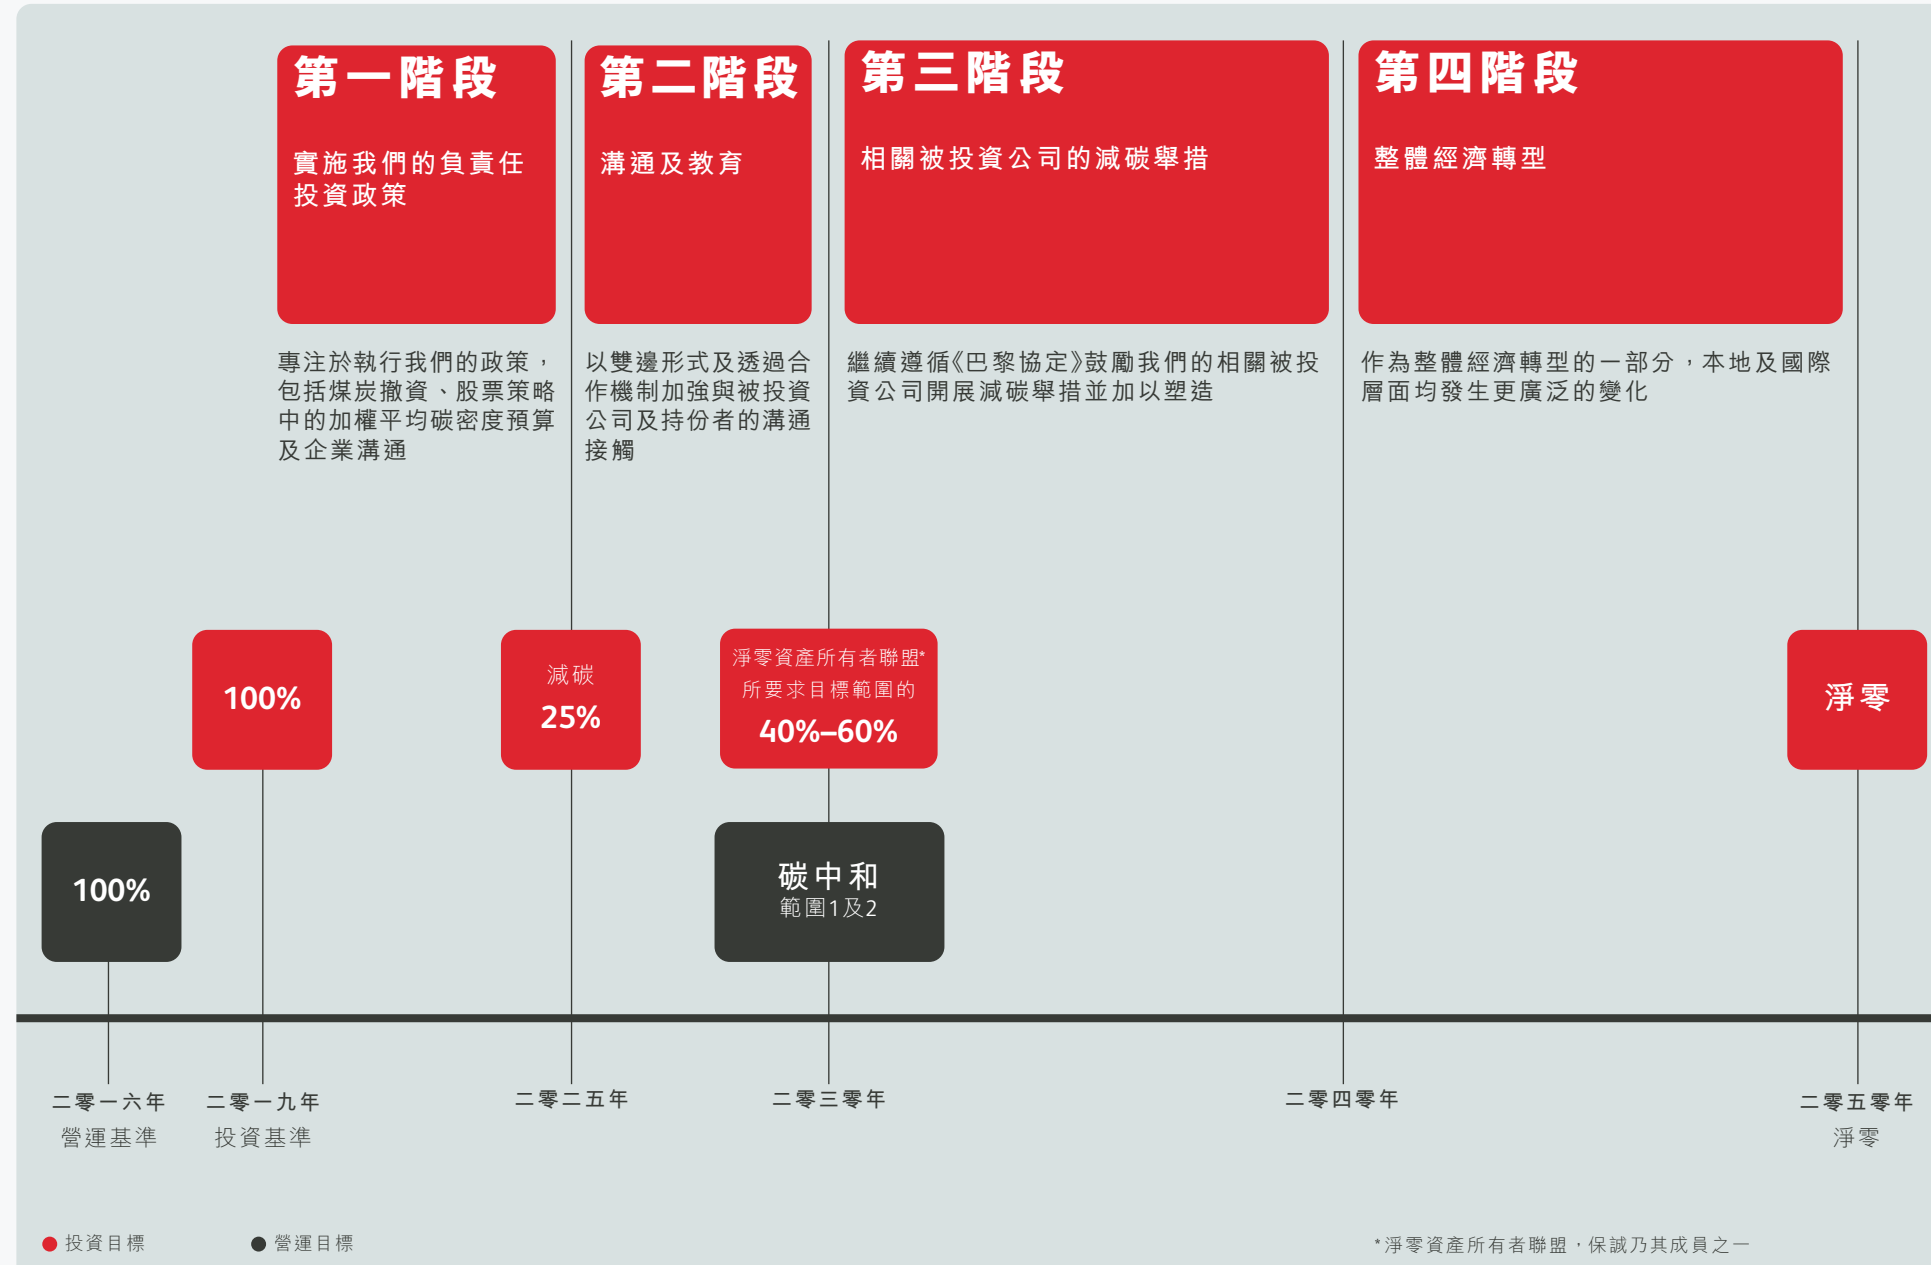 第一階段
實施我們的負責任
投資政策
第二階段
溝通及教育
第三階段
相關被投資公司的減碳舉措
第四階段
整體經濟轉型
專注於執行我們的政策，
包括煤炭撤資、股票策略
中的加權平均碳密度預算
及企業溝通
以雙邊形式及透過合
作機制加強與被投資
公司及持份者的溝通
接觸
繼續遵循《巴黎協定》鼓勵我們的相關被投
資公司開展減碳舉措並加以塑造
作為整體經濟轉型的一部分，本地及國際
層面均發生更廣泛的變化
100%
減碳
25%
淨零資產所有者聯盟*
所要求目標範圍的
40%–60%
淨零
100%
碳中和
範圍1及2
二零一六年
營運基準
二零一九年
投資基準
二零二五年
二零三零年
二零四零年
二零五零年
淨零
投資目標
營運目標
*淨零資產所有者聯盟，保誠乃其成員之一